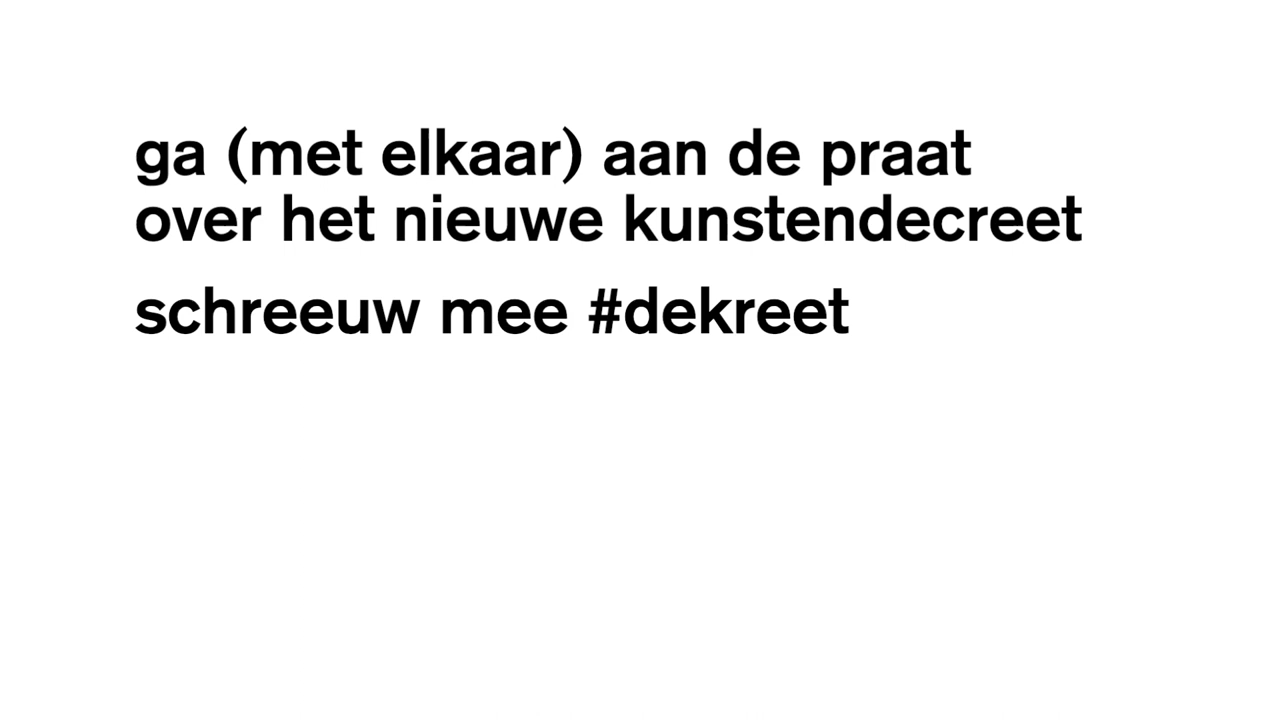 ga (met elkaar) aan de praat
over het nieuwe kunstendecreet
schreeuw mee #dekreet